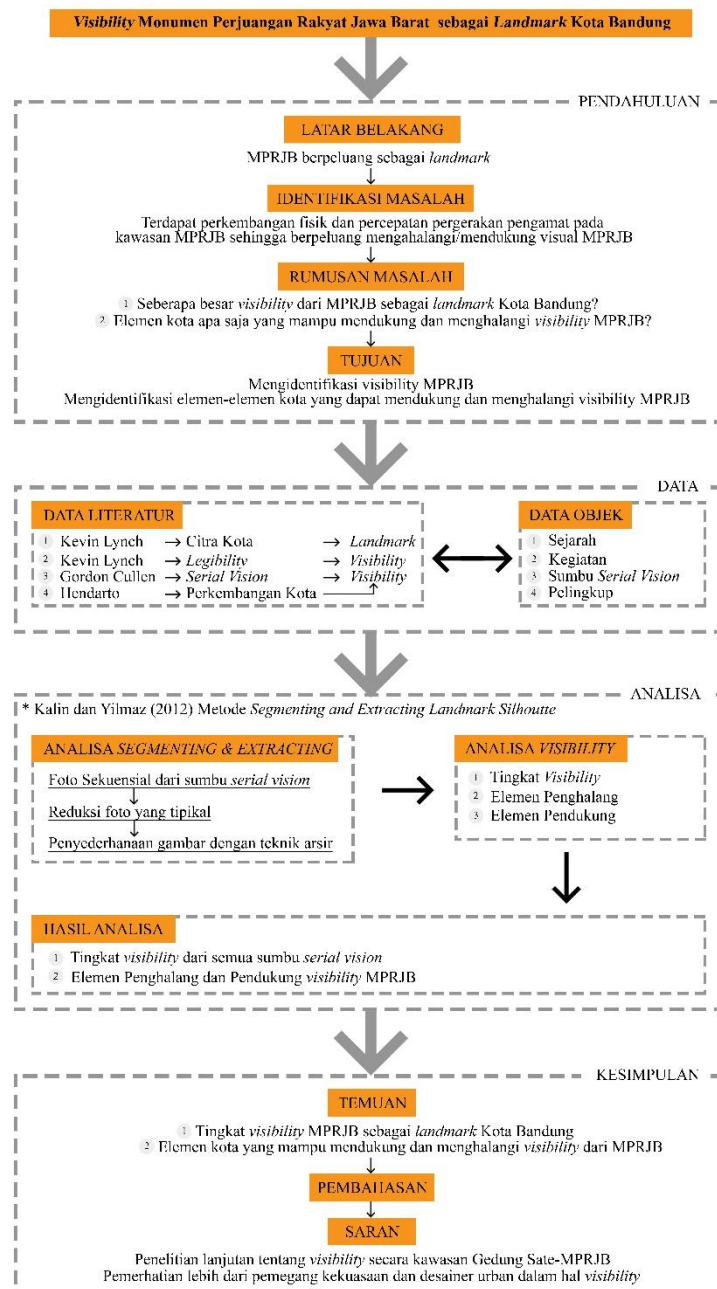 Visibility Monumen Perjuangan Rakyat Jawa Barat sebagai Landmark Kota Bandung
PENDAHULUAN
LATAR BELAKANG
MPRJB berpeluang sebagai landmark
IDENTIFIKASI MASALAH
Terdapat perkembangan fisik dan percepatan pergerakan pengamat pada
kawasan MPRJB sehingga berpeluang mengahalangi/mendukung visual MPRJB
RUMUSAN MASALAH
1 Seberapa besar visibility dari MPRJB sebagai landmark Kota Bandung?
2 Elemen kota apa saja yang mampu mendukung dan menghalangi visibility MPRJB?
TUJUAN
Mengidentifikasi visibility MPRJB
Mengidentifikasi elemen-elemen kota yang dapat mendukung dan menghalangi visibility MPRJB
DATA
DATA LITERATUR
1 Kevin Lynch → Citra Kota → Landmark
2 Kevin Lynch → Legibility → Visibility
3 Gordon Cullen → Serial Vision → Visibility
4 Hendarto → Perkembangan Kota
DATA OBJEK
1 Sejarah
2 Kegiatan
3 Sumbu Serial Vision
4 Pelingkup
ANALISA
* Kalin dan Yilmaz (2012) Metode Segmenting and Extracting Landmark Silhoutte
ANALISA SEGMENTING & EXTRACTING
Foto Sekuensial dari sumbu serial vision
Reduksi foto yang tipikal
Penyederhanaan gambar dengan teknik arsir
ANALISA VISIBILITY
1 Tingkat Visibility
2 Elemen Penghalang
3 Elemen Pendukung
HASIL ANALISA
1 Tingkat visibility dari semua sumbu serial vision
2 Elemen Penghalang dan Pendukung visibility MPRJB
KESIMPULAN
TEMUAN
1 Tingkat visibility MPRJB sebagai landmark Kota Bandung
2 Elemen kota yang mampu mendukung dan menghalangi visibility dari MPRJB
PEMBAHASAN
SARAN
Penelitian lanjutan tentang visibility secara kawasan Gedung Sate-MPRJB
Pemerhatian lebih dari pemegang kekuasaan dan desainer urban dalam hal visibility